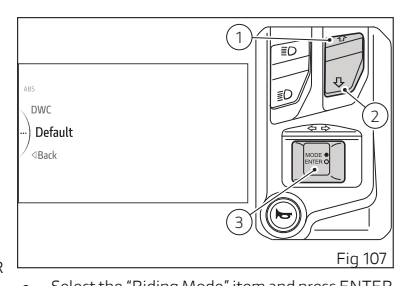 1
ABS
DWC
Default
◁Back
2
MODE
ENTER
3
Fig 107
R
• Select the "Riding Mode" item and press ENTER